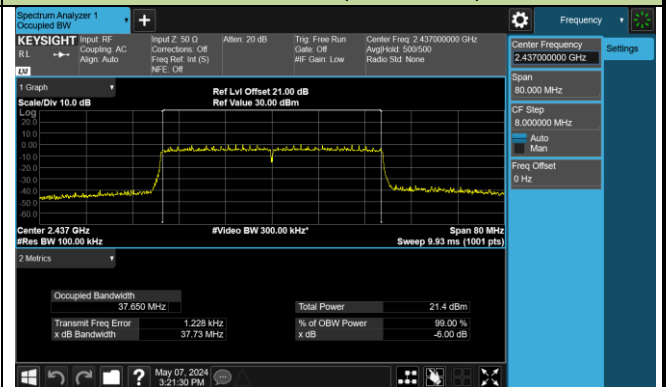 Spectrum Analyzer 1
Occupied BW
Frequency
KEYSIGHT
RL
Input: RF
Coupling: AC
Align: Auto
Input Z: 50 Ω
Corrections: Off
Freq Ref: Int (S)
NFE: Off
Atten: 20 dB
Trig: Free Run
Gate: Off
#IF Gain: Low
Center Freq: 2.437000000 GHz
Avg|Hold: 500/500
Radio Std: None
Center Frequency
2.437000000 GHz
Settings
Span
80.000 MHz
CF Step
8.000000 MHz
Auto
Man
Freq Offset
0 Hz
1 Graph
Scale/Div 10.0 dB
Ref Lvl Offset 21.00 dB
Ref Value 30.00 dBm
Log
20.0
10.0
0.00
-10.0
-20.0
-30.0
-40.0
-50.0
-60.0
Center 2.437 GHz
#Video BW 300.00 kHz*
Span 80 MHz
#Res BW 100.00 kHz
Sweep 9.93 ms (1001 pts)
2 Metrics
Occupied Bandwidth
37.650 MHz
Total Power 21.4 dBm
Transmit Freq Error 1.228 kHz
% of OBW Power 99.00 %
x dB Bandwidth 37.73 MHz
x dB -6.00 dB
?
May 07, 2024
3:21:30 PM